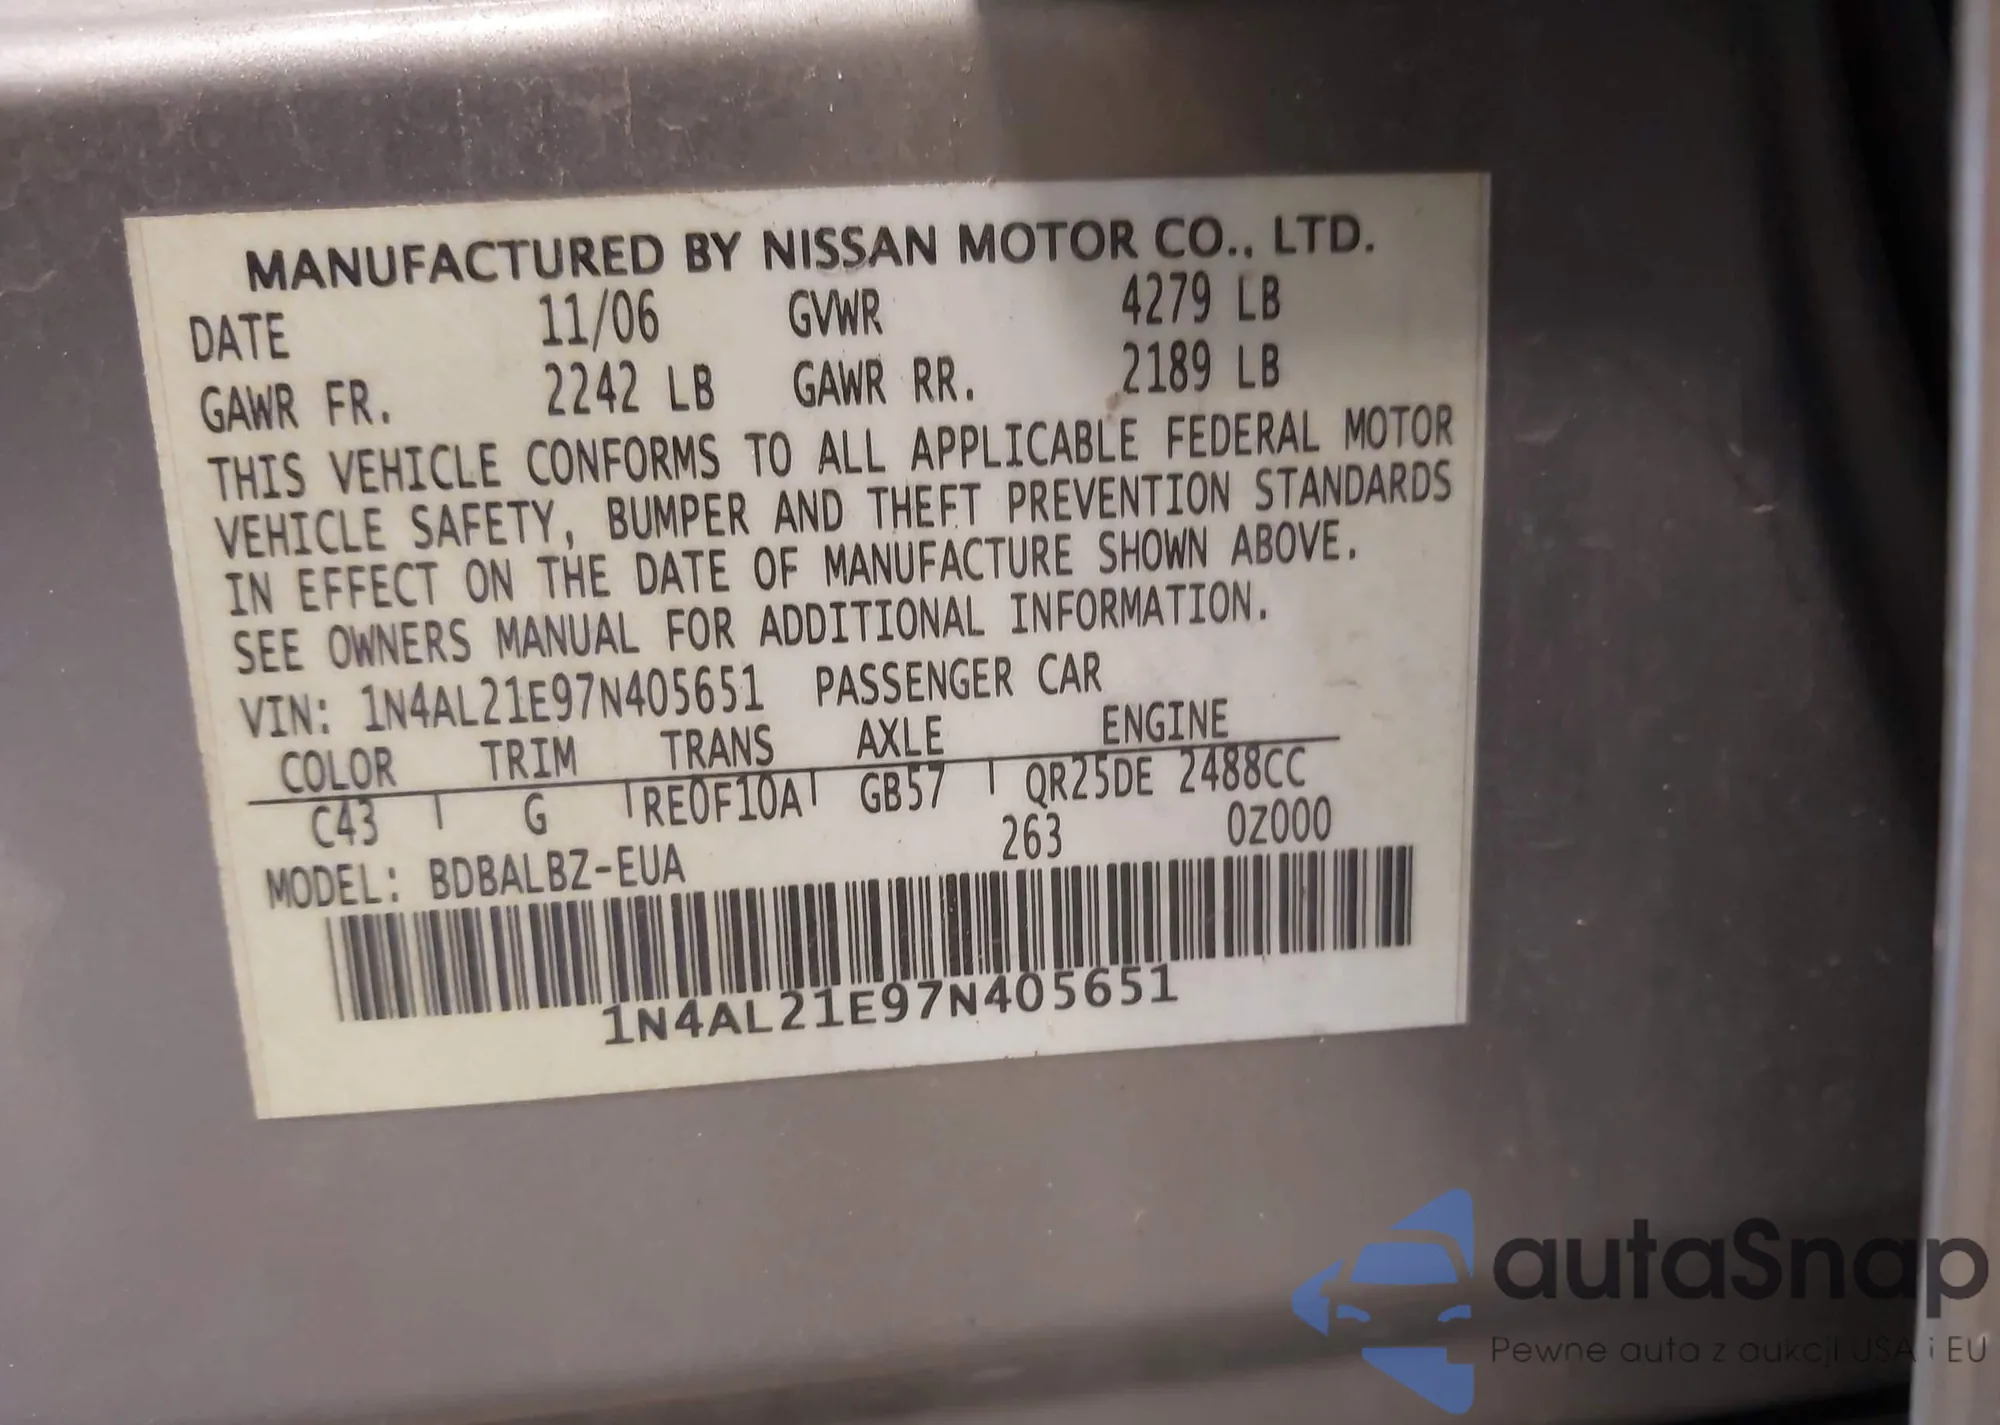 MANUFACTURED BY NISSAN MOTOR CO., LTD.
DATE 11/06 GVWR 4279 LB
GAWR FR. 2242 LB GAWR RR. 2189 LB
THIS VEHICLE CONFORMS TO ALL APPLICABLE FEDERAL MOTOR
VEHICLE SAFETY, BUMPER AND THEFT PREVENTION STANDARDS
IN EFFECT ON THE DATE OF MANUFACTURE SHOWN ABOVE.
SEE OWNERS MANUAL FOR ADDITIONAL INFORMATION.
VIN: 1N4AL21E97N405651 PASSENGER CAR
COLOR TRIM TRANS AXLE ENGINE
C43 G RE0F10A GB57 QR25DE 2488CC
MODEL: BDBALBZ-EUA 263 0Z000
1N4AL21E97N405651
autaSnap
Pewne auta z aukcji USA i EU